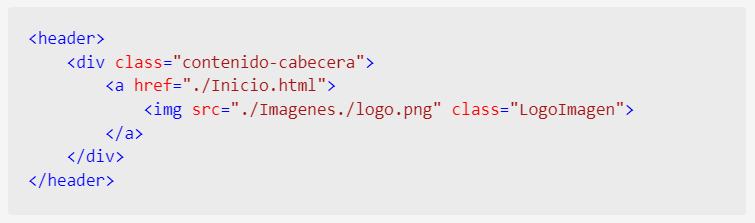 <header>
    <div class="contenido-cabecera">
        <a href="./Inicio.html">
            <img src="./Imagenes./logo.png" class="LogoImagen">
        </a>
    </div>
</header>